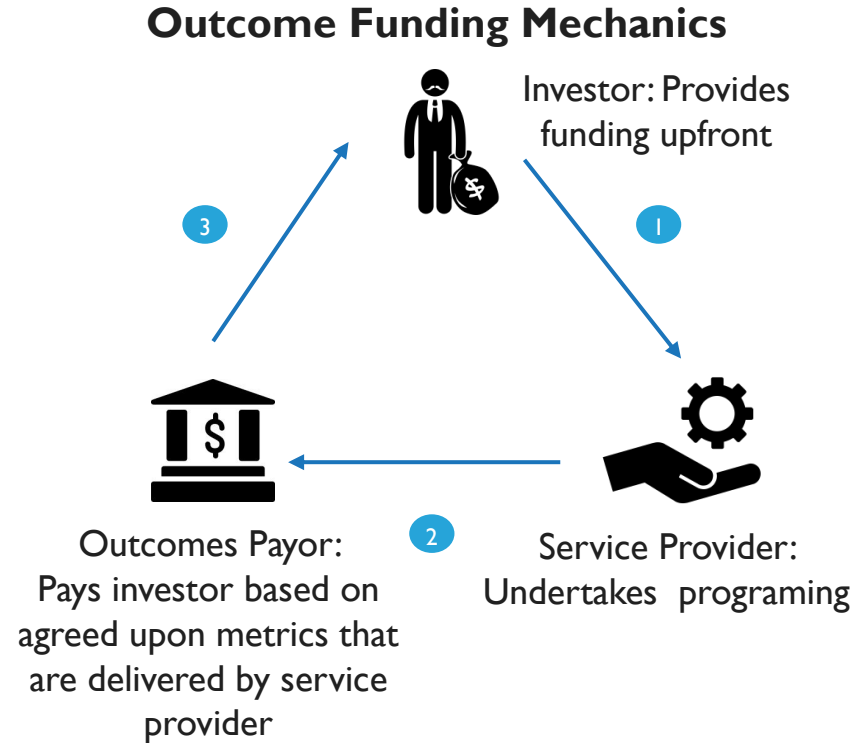 Outcome Funding Mechanics
Investor: Provides
funding upfront
3
1
$
$
2
Outcomes Payor:
Pays investor based on
agreed upon metrics that
are delivered by service
provider
Service Provider:
Undertakes programing